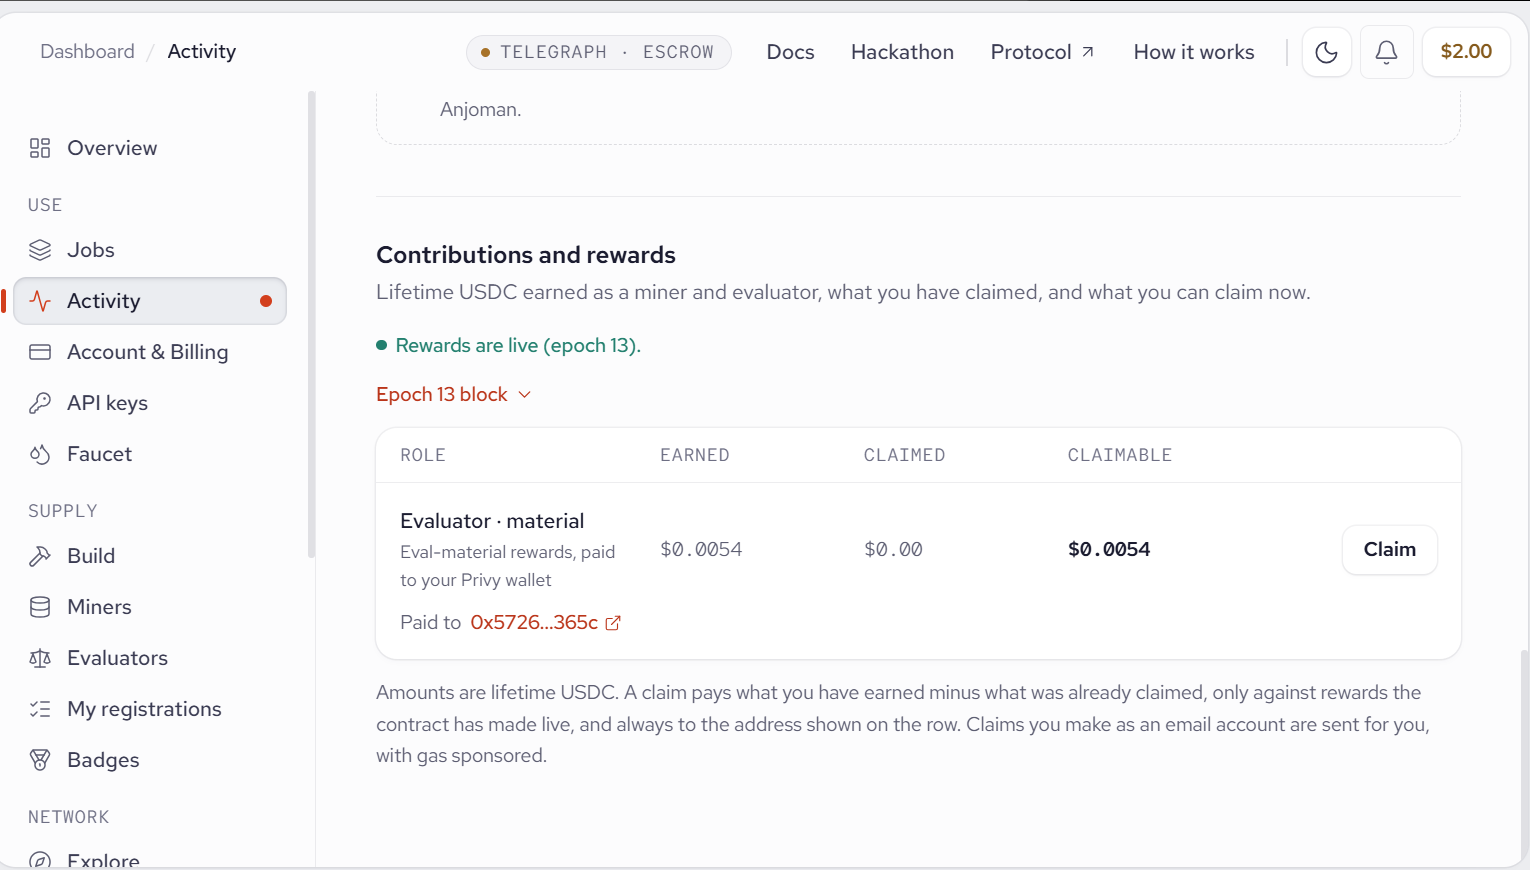 Dashboard / Activity
TELEGRAPH · ESCROW
Docs
Hackathon
Protocol ↗
How it works
$2.00
Overview
USE
Jobs
Activity
Account & Billing
API keys
Faucet
SUPPLY
Build
Miners
Evaluators
My registrations
Badges
NETWORK
Explore
Anjoman.
Contributions and rewards
Lifetime USDC earned as a miner and evaluator, what you have claimed, and what you can claim now.
Rewards are live (epoch 13).
Epoch 13 block
ROLE EARNED CLAIMED CLAIMABLE
Evaluator · material
Eval-material rewards, paid
to your Privy wallet
$0.0054 $0.00 $0.0054 Claim
Paid to 0x5726...365c
Amounts are lifetime USDC. A claim pays what you have earned minus what was already claimed, only against rewards the
contract has made live, and always to the address shown on the row. Claims you make as an email account are sent for you,
with gas sponsored.